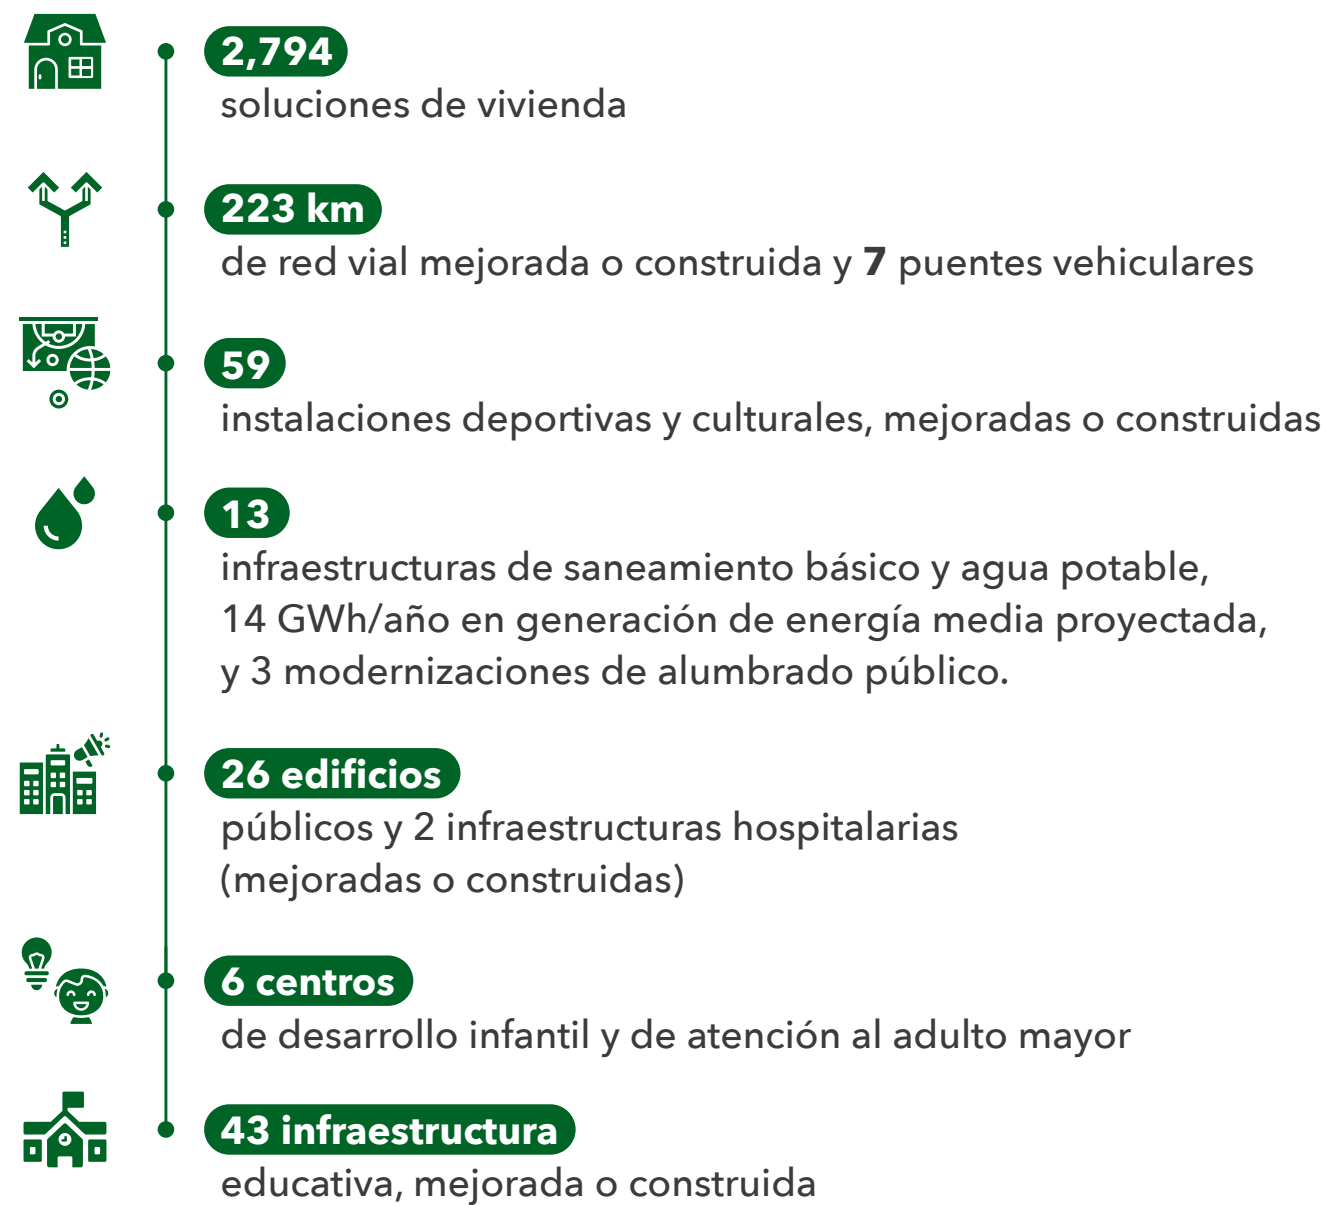 2,794
soluciones de vivienda
223 km
de red vial mejorada o construida y 7 puentes vehiculares
59
instalaciones deportivas y culturales, mejoradas o construidas
13
infraestructuras de saneamiento básico y agua potable,
14 GWh/año en generación de energía media proyectada,
y 3 modernizaciones de alumbrado público.
26 edificios
públicos y 2 infraestructuras hospitalarias
(mejoradas o construidas)
6 centros
de desarrollo infantil y de atención al adulto mayor
43 infraestructura
educativa, mejorada o construida